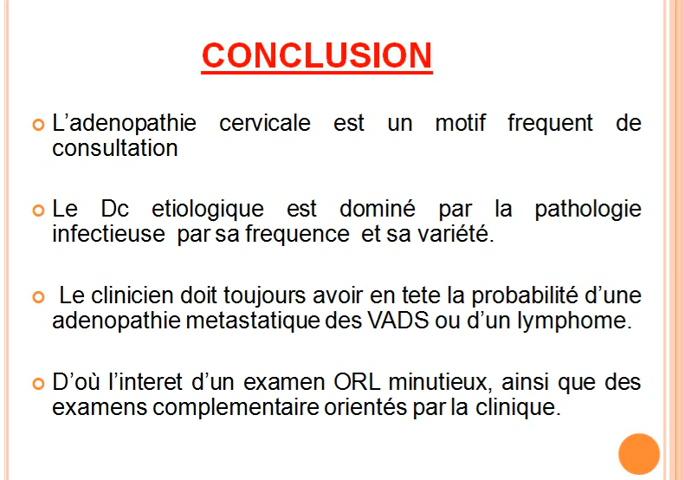 CONCLUSION
L’adenopathie cervicale est un motif frequent de
consultation
Le Dc etiologique est dominé par la pathologie
infectieuse par sa frequence et sa variété.
Le clinicien doit toujours avoir en tete la probabilité d’une
adenopathie metastatique des VADS ou d’un lymphome.
D’où l’interet d’un examen ORL minutieux, ainsi que des
examens complementaire orientés par la clinique.